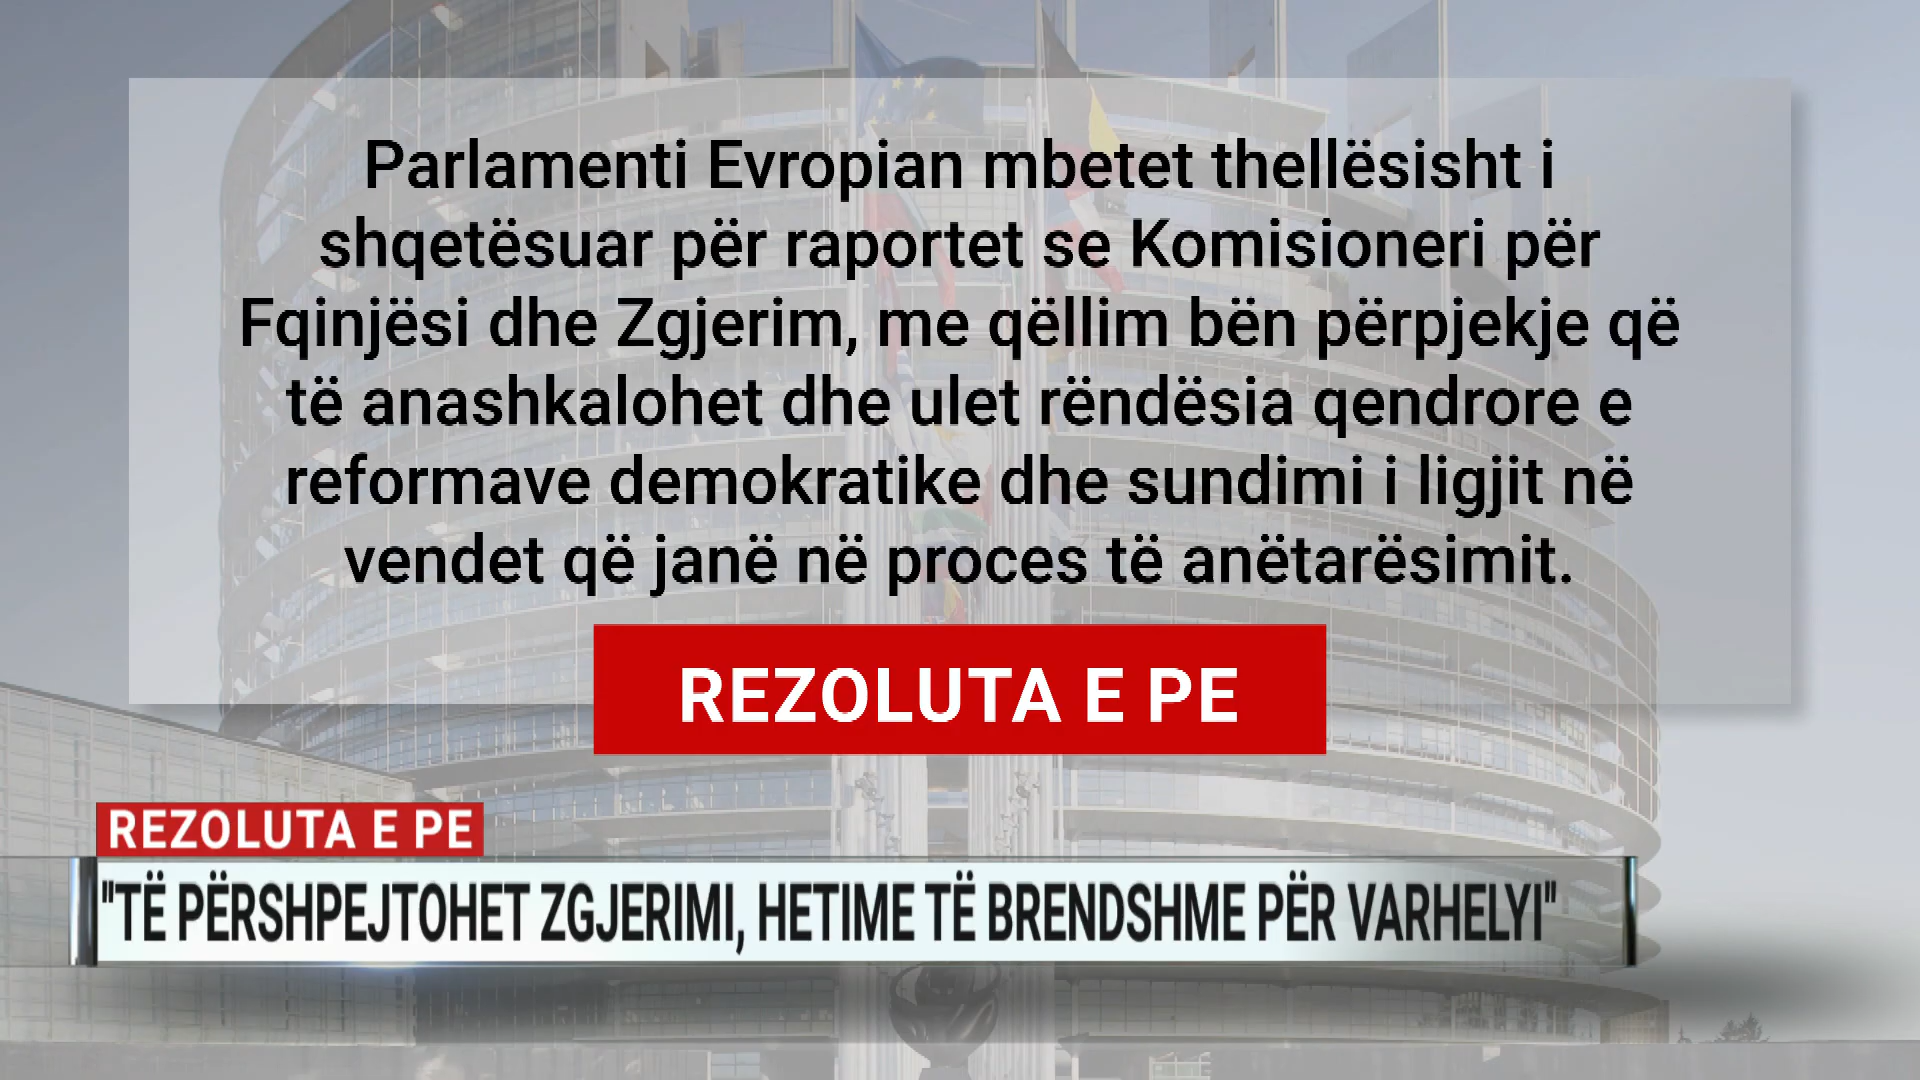 Parlamenti Evropian mbetet thellësisht i
shqetësuar për raportet se Komisioneri për
Fqinjësi dhe Zgjerim, me qëllim bën përpjekje që
të anashkalohet dhe ulet rëndësia qendrore e
reformave demokratike dhe sundimi i ligjit në
vendet që janë në proces të anëtarësimit.
REZOLUTA E PE
REZOLUTA E PE
"TË PËRSHPEJTOHET ZGJERIMI, HETIME TË BRENDSHME PËR VARHELYI"